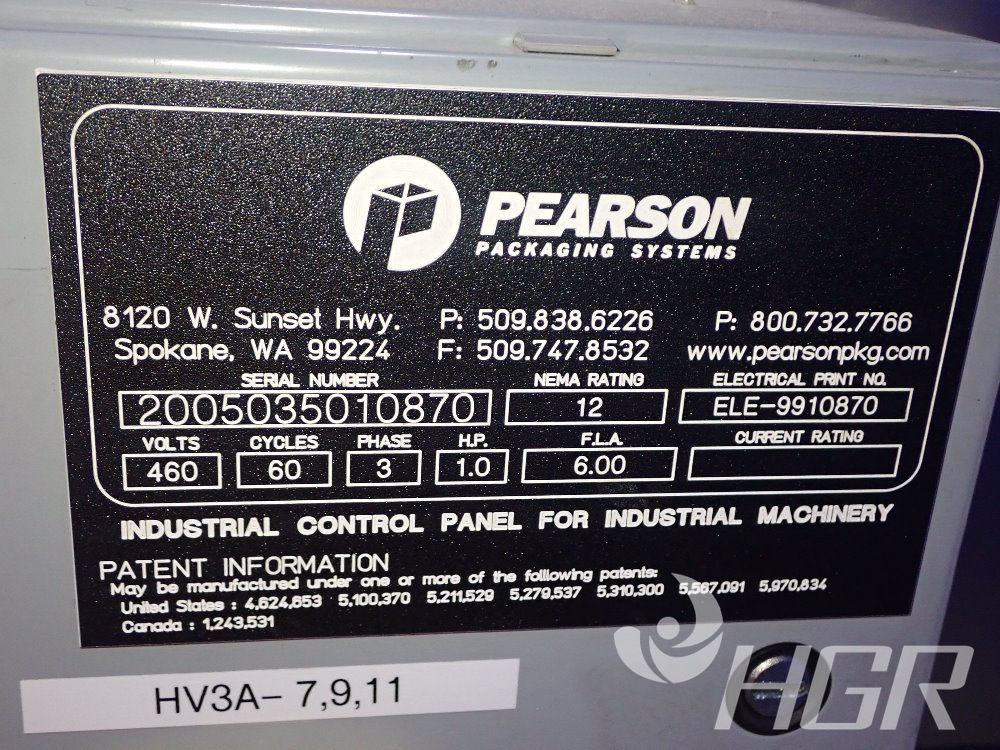 PEARSON
PACKAGING SYSTEMS
8120 W. Sunset Hwy. P: 509.838.6226 P: 800.732.7766
Spokane, WA 99224 F: 509.747.8532 www.pearsonpkg.com
SERIAL NUMBER NEMA RATING ELECTRICAL PRINT NO.
2005035010870 12 ELE-9910870
VOLTS CYCLES PHASE H.P. F.L.A. CURRENT RATING
460 60 3 1.0 6.00
INDUSTRIAL CONTROL PANEL FOR INDUSTRIAL MACHINERY
PATENT INFORMATION
May be manufactured under one or more of the folllowing patents:
United States : 4,624,653 5,100,370 5,211,529 5,279,537 5,310,300 5,567,091 5,970,834
Canada : 1,243,531
HV3A- 7,9,11
HGR